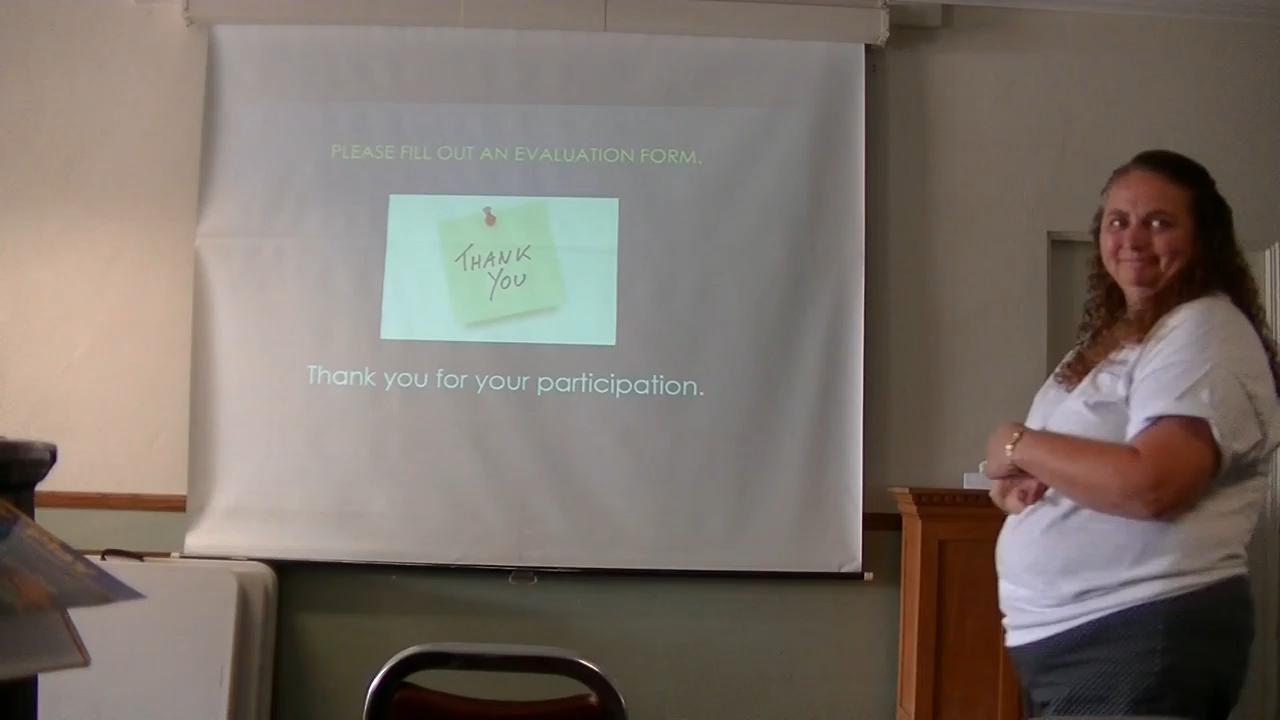 PLEASE FILL OUT AN EVALUATION FORM.
THANK
YOU
Thank you for your participation.